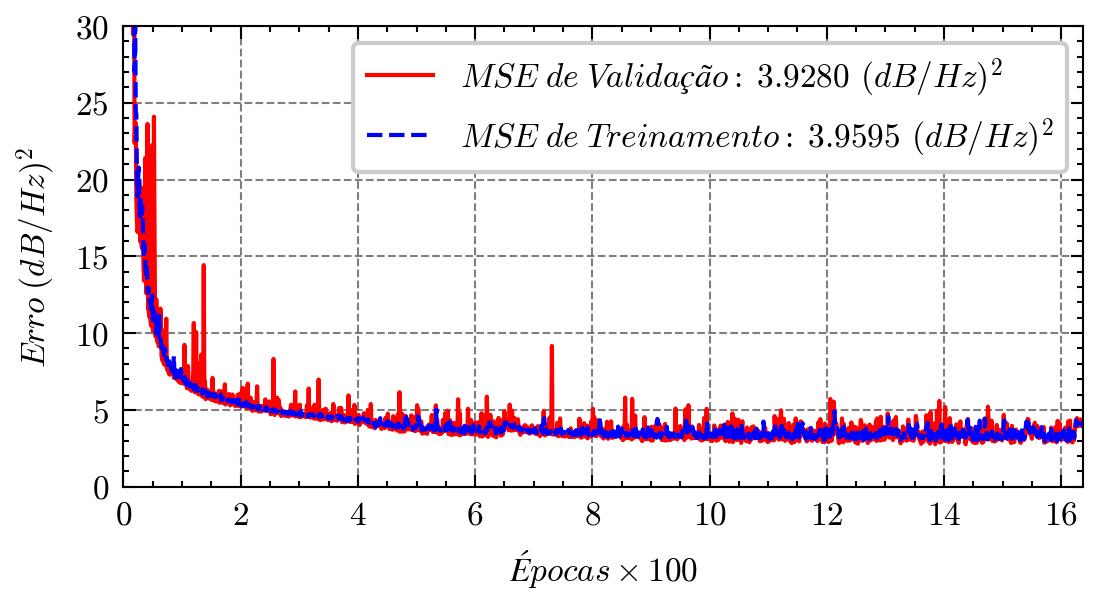 30
25
20
15
10
5
0
Erro (dB/Hz)²
MSE de Validação : 3.9280 (dB/Hz)²
MSE de Treinamento : 3.9595 (dB/Hz)²
0 2 4 6 8 10 12 14 16
Épocas × 100